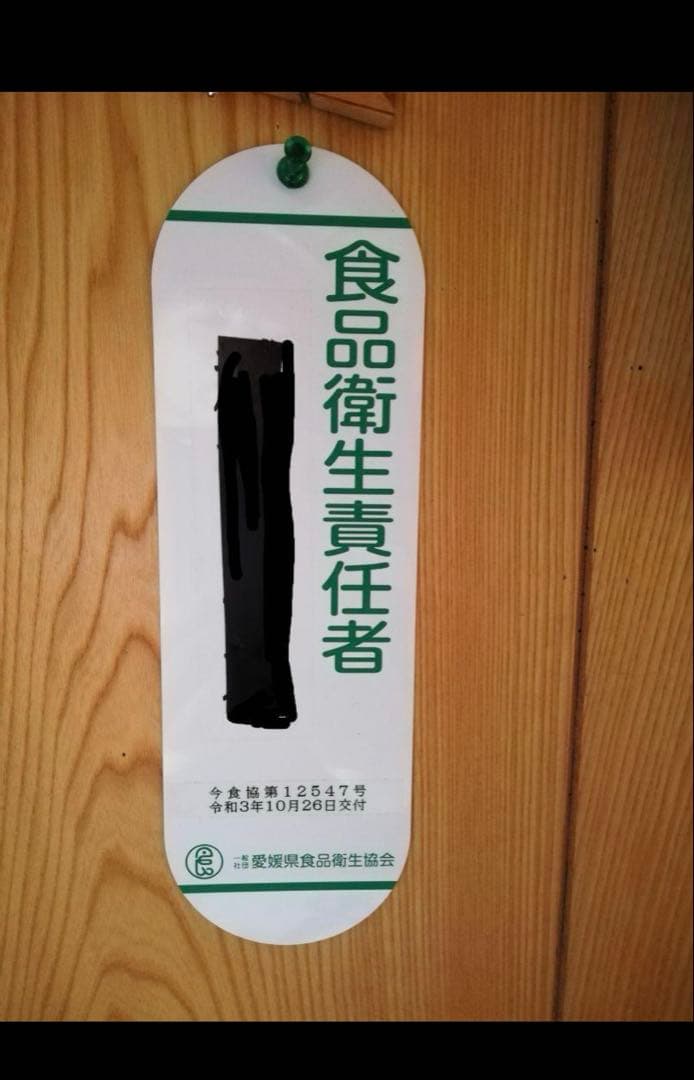 食品衛生責任者
今食協第12547号
令和3年10月26日交付
一般社団 愛媛県食品衛生協会